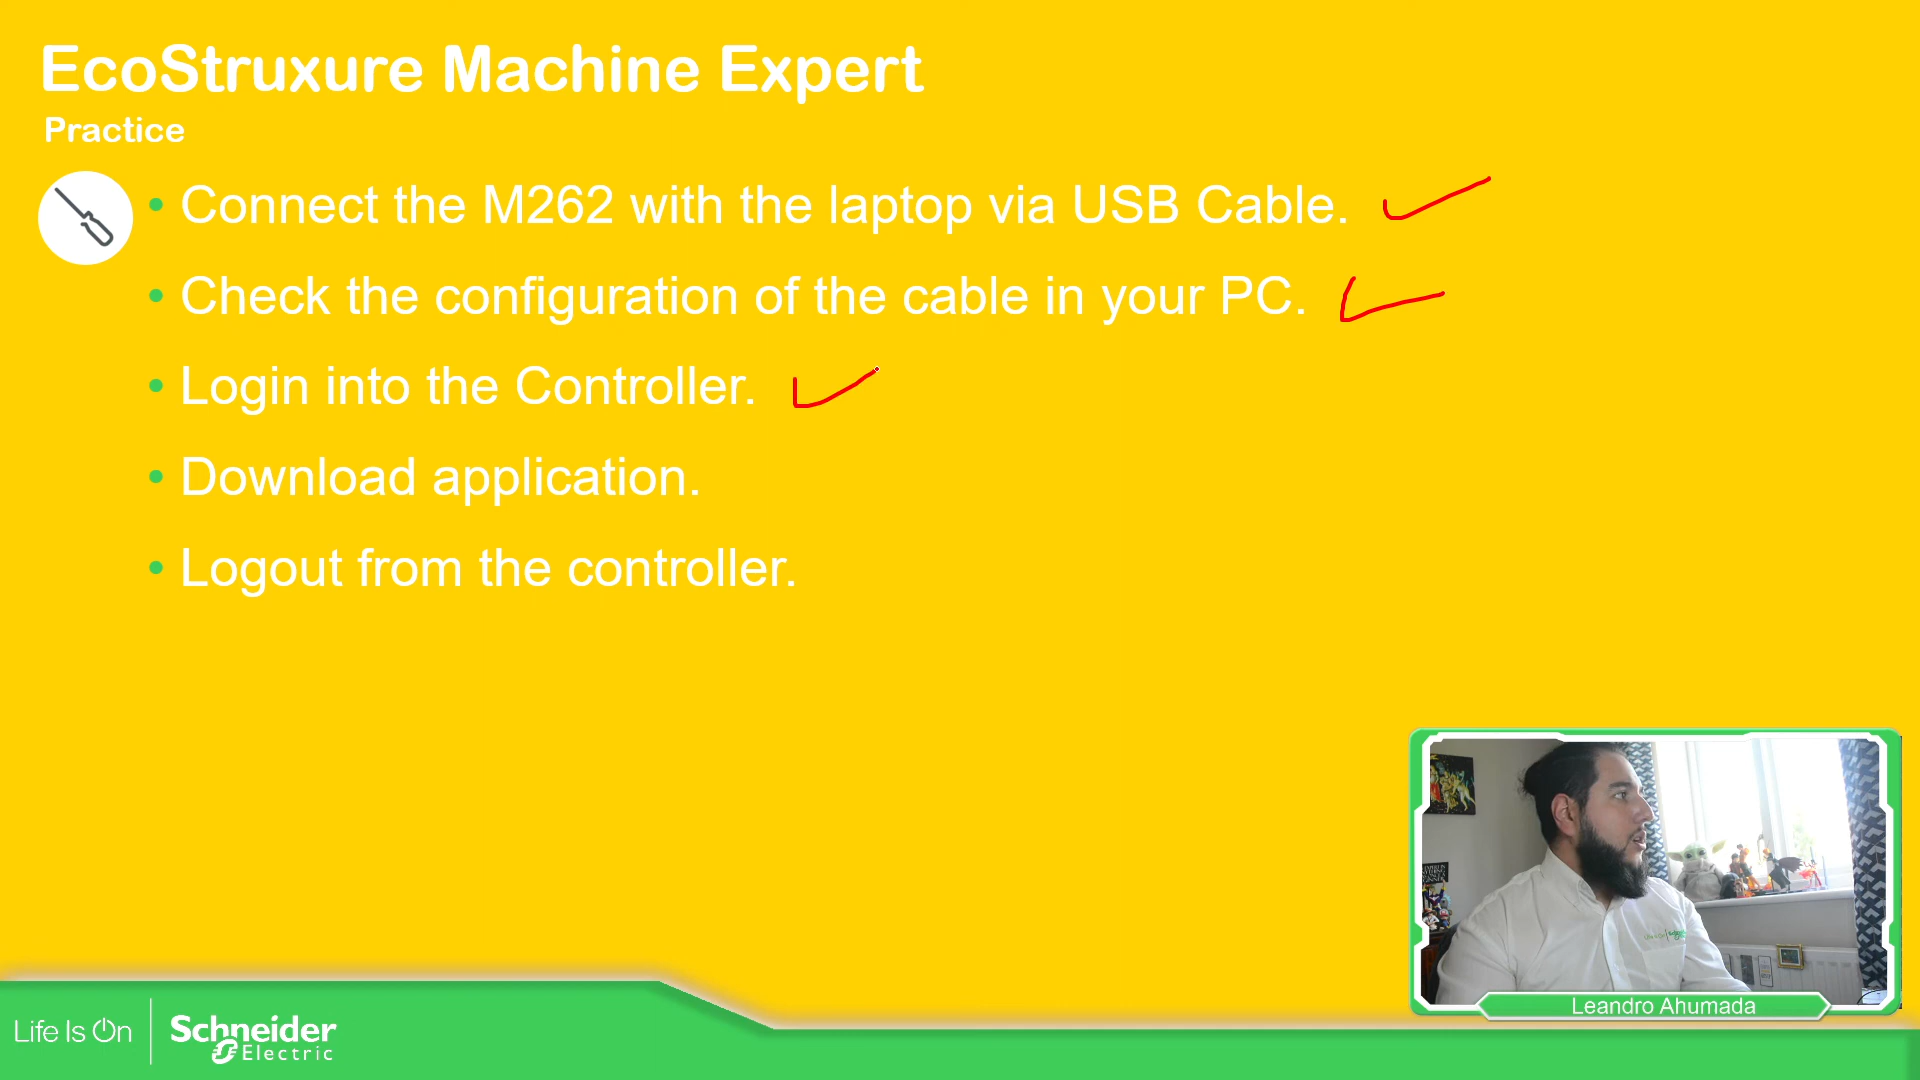 EcoStruxure Machine Expert
Practice
• Connect the M262 with the laptop via USB Cable.
• Check the configuration of the cable in your PC.
• Login into the Controller.
• Download application.
• Logout from the controller.
Leandro Ahumada
Life Is On
Schneider
Electric